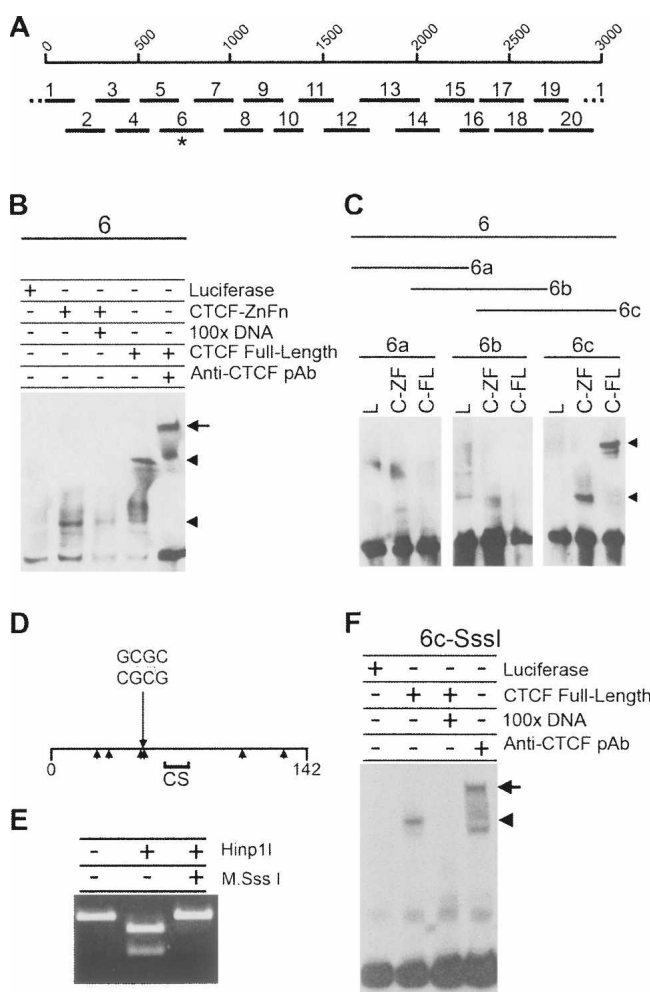 A
0 500 1000 1500 2000 2500 3000
1 3 5 7 9 11 13 15 17 19 1
2 4 6 8 10 12 14 16 18 20
*
B
6
+ - - - - Luciferase
- + + - - CTCF-ZnFn
- - + - - 100x DNA
- - - + + CTCF Full-Length
- - - - + Anti-CTCF pAb
C
6
6a
6b
6c
6a 6b 6c
L C-ZF C-FL L C-ZF C-FL L C-ZF C-FL
D
GCGC
CGCG
0 CS 142
E
- + + Hinp1I
- - + M.Sss I
F
6c-SssI
+ - - - Luciferase
- + + - CTCF Full-Length
- - + - 100x DNA
- - - + Anti-CTCF pAb